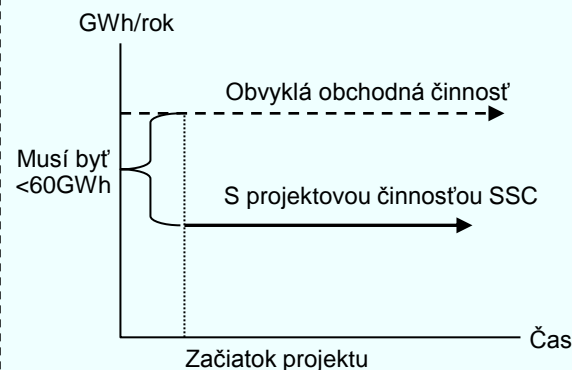 GWh/rok
Obvyklá obchodná činnosť
Musí byť
<60GWh
S projektovou činnosťou SSC
Čas
Začiatok projektu